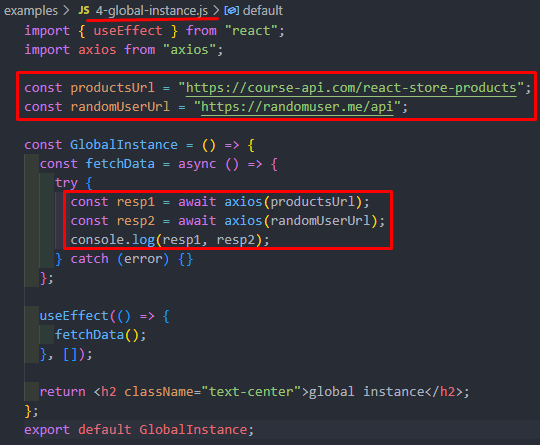 examples > JS 4-global-instance.js > default
import { useEffect } from "react";
import axios from "axios";
const productsUrl = "https://course-api.com/react-store-products";
const randomUserUrl = "https://randomuser.me/api";
const GlobalInstance = () => {
const fetchData = async () => {
try {
const resp1 = await axios(productsUrl);
const resp2 = await axios(randomUserUrl);
console.log(resp1, resp2);
} catch (error) {}
};
useEffect(() => {
fetchData();
}, []);
return <h2 className="text-center">global instance</h2>;
};
export default GlobalInstance;